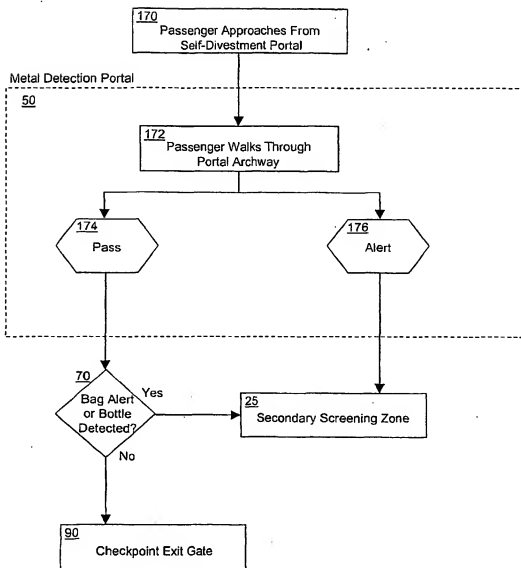 170
Passenger Approaches From
Self-Divestment Portal
Metal Detection Portal
50
172
Passenger Walks Through
Portal Archway
174
Pass
176
Alert
70
Bag Alert
or Bottle
Detected?
Yes
No
25
Secondary Screening Zone
90
Checkpoint Exit Gate